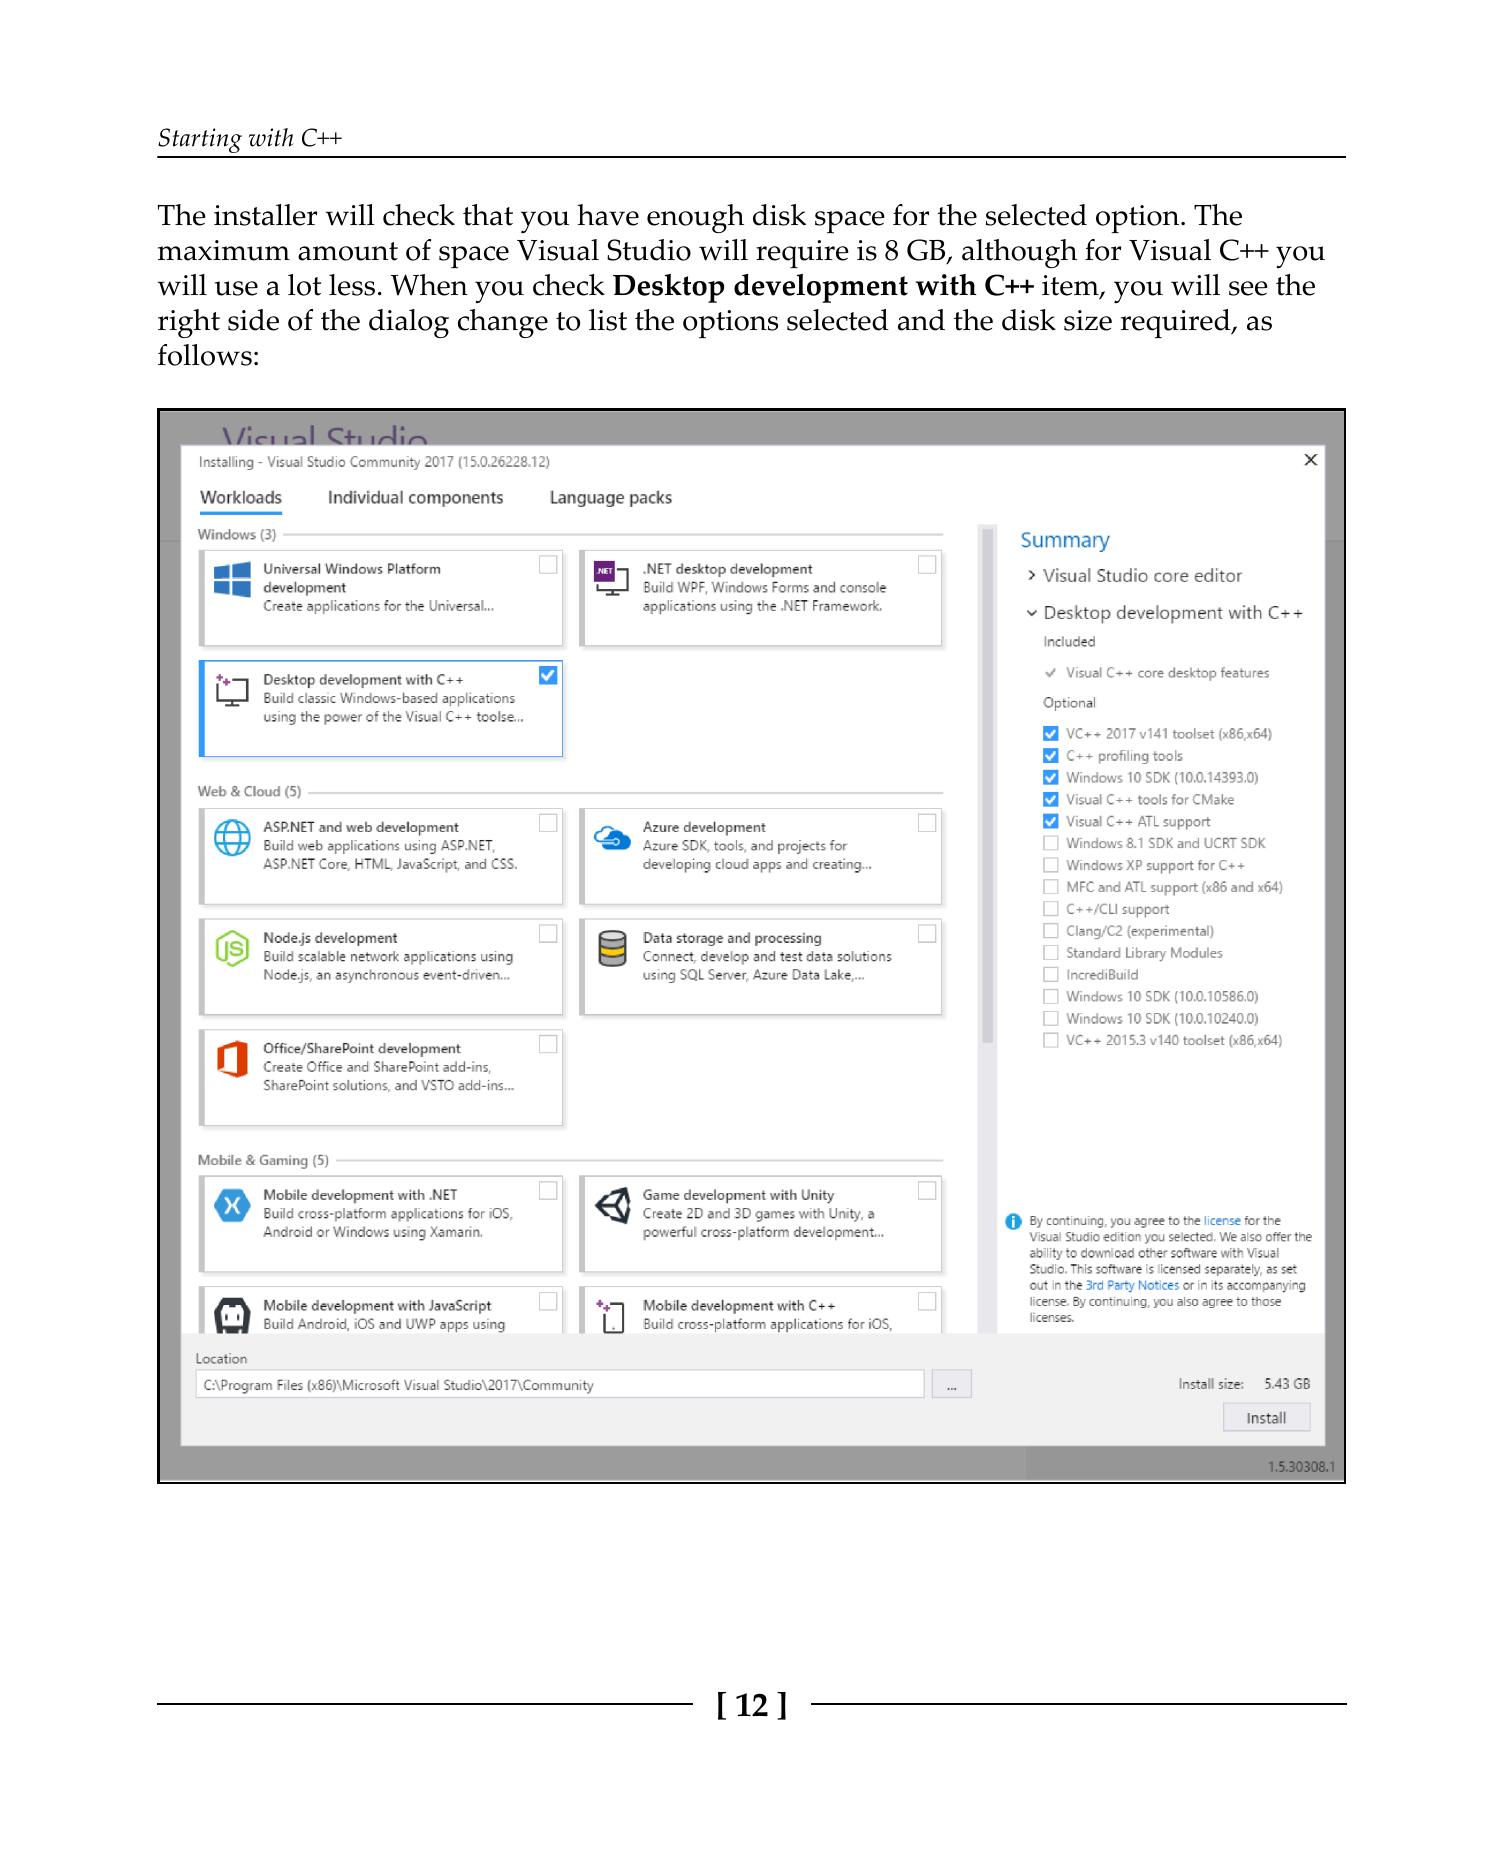 Starting with C++
The installer will check that you have enough disk space for the selected option. The
maximum amount of space Visual Studio will require is 8 GB, although for Visual C++ you
will use a lot less. When you check Desktop development with C++ item, you will see the
right side of the dialog change to list the options selected and the disk size required, as
follows:
Visual Studio
Installing - Visual Studio Community 2017 (15.0.26228.12)
Workloads Individual components Language packs
Windows (3)
Universal Windows Platform
development
Create applications for the Universal...
.NET
.NET desktop development
Build WPF, Windows Forms and console
applications using the .NET Framework.
Desktop development with C++
Build classic Windows-based applications
using the power of the Visual C++ toolse...
Web & Cloud (5)
ASP.NET and web development
Build web applications using ASP.NET,
ASP.NET Core, HTML, JavaScript, and CSS.
Azure development
Azure SDK, tools, and projects for
developing cloud apps and creating...
JS
Node.js development
Build scalable network applications using
Node.js, an asynchronous event-driven...
Data storage and processing
Connect, develop and test data solutions
using SQL Server, Azure Data Lake,...
Office/SharePoint development
Create Office and SharePoint add-ins,
SharePoint solutions, and VSTO add-ins...
Mobile & Gaming (5)
Mobile development with .NET
Build cross-platform applications for iOS,
Android or Windows using Xamarin.
Game development with Unity
Create 2D and 3D games with Unity, a
powerful cross-platform development...
Mobile development with JavaScript
Build Android, iOS and UWP apps using
Mobile development with C++
Build cross-platform applications for iOS,
Summary
Visual Studio core editor
Desktop development with C++
Included
Visual C++ core desktop features
Optional
VC++ 2017 v141 toolset (x86,x64)
C++ profiling tools
Windows 10 SDK (10.0.14393.0)
Visual C++ tools for CMake
Visual C++ ATL support
Windows 8.1 SDK and UCRT SDK
Windows XP support for C++
MFC and ATL support (x86 and x64)
C++/CLI support
Clang/C2 (experimental)
Standard Library Modules
IncrediBuild
Windows 10 SDK (10.0.10586.0)
Windows 10 SDK (10.0.10240.0)
VC++ 2015.3 v140 toolset (x86,x64)
By continuing, you agree to the license for the
Visual Studio edition you selected. We also offer the
ability to download other software with Visual
Studio. This software is licensed separately, as set
out in the 3rd Party Notices or in its accompanying
license. By continuing, you also agree to those
licenses.
Location
C:\Program Files (x86)\Microsoft Visual Studio\2017\Community
...
Install size: 5.43 GB
Install
1.5.30308.1
[ 12 ]